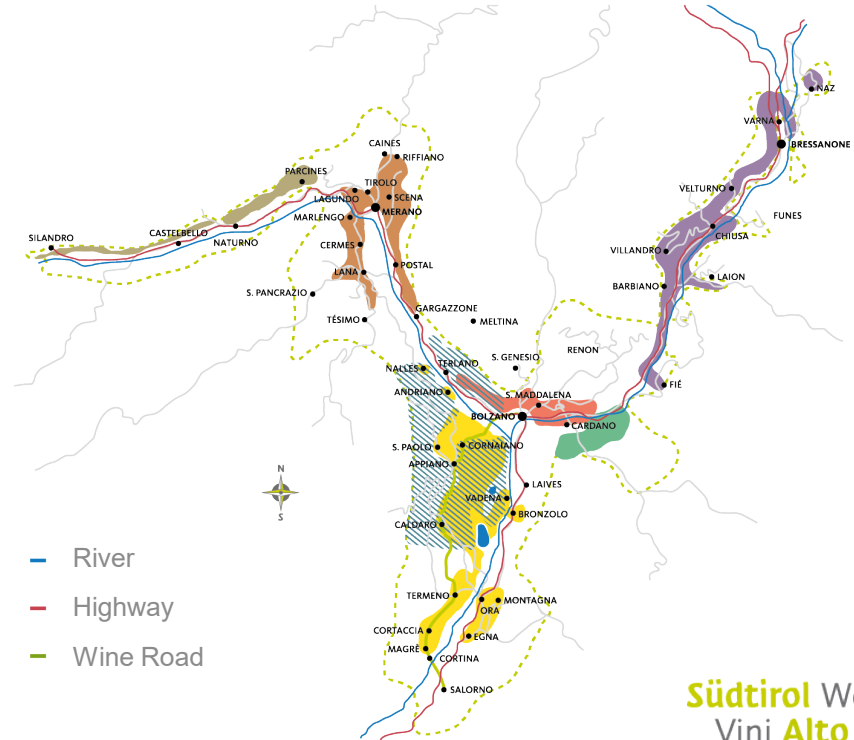 NAZ
VARNA
BRESSANONE
CAINES
RIFFIANO
PARCINES
TIROLO
VELTURNO
LAGUNDO
SCENA
MERANO
MARLENGO
FUNES
CASTELBELLO
CHIUSA
SILANDRO
NATURNO
CERMES
VILLANDRO
POSTAL
LANA
LAION
BARBIANO
S. PANCRAZIO
GARGAZZONE
TÉSIMO
MELTINA
RENON
S. GENESIO
TERLANO
NALLES
FIÉ
ANDRIANO
S. MADDALENA
BOLZANO
CARDANO
S. PAOLO
CORNAIANO
APPIANO
N
LAIVES
VADENA
S
BRONZOLO
CALDARO
River
TERMENO
MONTAGNA
Highway
ORA
CORTACCIA
EGNA
MAGRÈ
Wine Road
CORTINA
SALORNO
Südtirol
Vini Alto